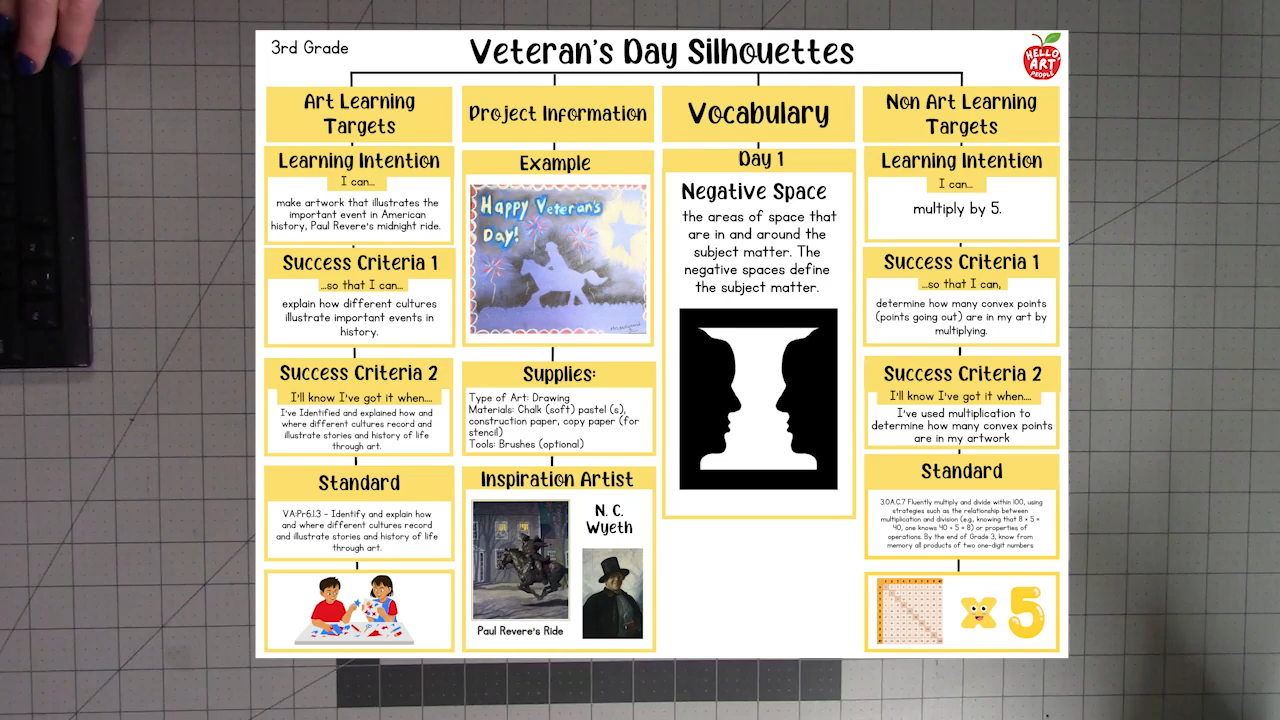 3rd Grade
Veteran's Day Silhouettes
HELLO,
ART
PEOPLE
Art Learning
Targets
Learning Intention
I can...
make artwork that illustrates the
important event in American
history, Paul Revere's midnight ride.
Success Criteria 1
...so that I can...
explain how different cultures
illustrate important events in
history.
Success Criteria 2
I'll know I've got it when....
I've Identified and explained how and
where different cultures record and
illustrate stories and history of life
through art.
Standard
VA:Pr6.1.3 - Identify and explain how
and where different cultures record
and illustrate stories and history of life
through art.
Project Information
Example
Happy Veteran's
Day!
Supplies:
Type of Art: Drawing
Materials: Chalk (soft) pastel (s),
construction paper, copy paper (for
stencil)
Tools: Brushes (optional)
Inspiration Artist
N. C.
Wyeth
Paul Revere's Ride
Vocabulary
Day 1
Negative Space
the areas of space that
are in and around the
subject matter. The
negative spaces define
the subject matter.
Non Art Learning
Targets
Learning Intention
I can...
multiply by 5.
Success Criteria 1
...so that I can,
determine how many convex points
(points going out) are in my art by
multiplying.
Success Criteria 2
I'll know I've got it when....
I've used multiplication to
determine how many convex points
are in my artwork
Standard
3.OA.C.7 Fluently multiply and divide within 100, using
strategies such as the relationship between
multiplication and division (e.g., knowing that 8 × 5 =
40, one knows 40 ÷ 5 = 8) or properties of
operations. By the end of Grade 3, know from
memory all products of two one-digit numbers
x 5